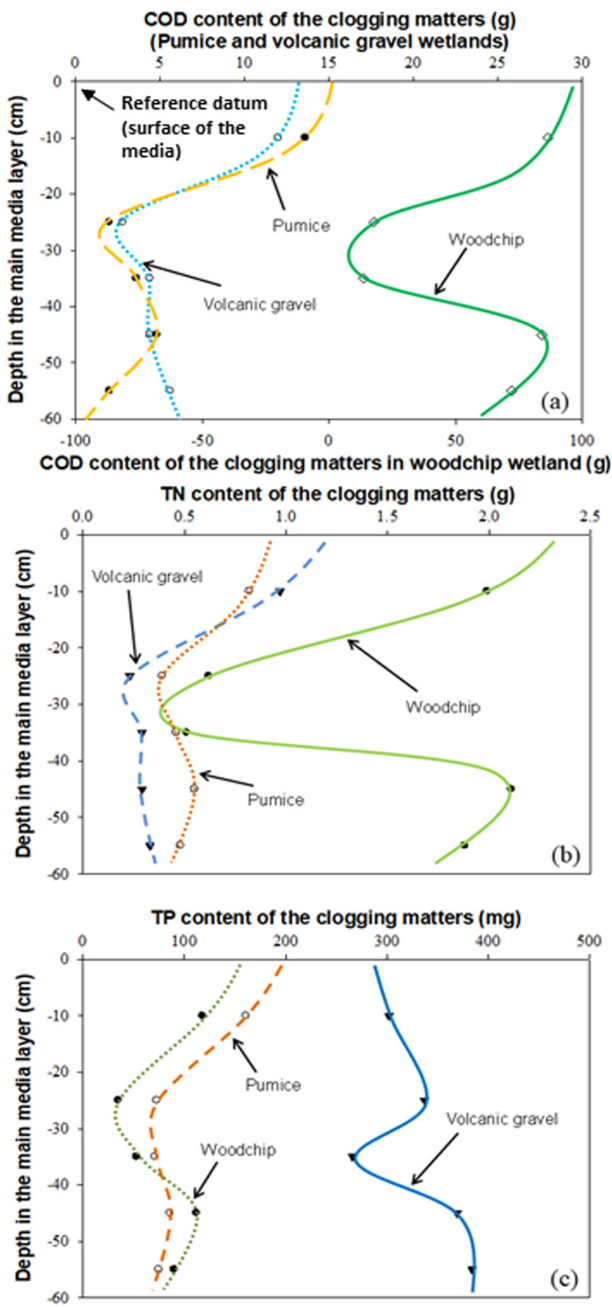 COD content of the clogging matters (g)
(Pumice and volcanic gravel wetlands)
0 5 10 15 20 25 30
0
-10
-20
-30
-40
-50
-60
Depth in the main media layer (cm)
Reference datum
(surface of the
media)
Pumice
Woodchip
Volcanic gravel
(a)
-100 -50 0 50 100
COD content of the clogging matters in woodchip wetland (g)
TN content of the clogging matters (g)
0.0 0.5 1.0 1.5 2.0 2.5
0
-10
-20
-30
-40
-50
-60
Depth in the main media layer (cm)
Volcanic gravel
Woodchip
Pumice
(b)
TP content of the clogging matters (mg)
0 100 200 300 400 500
0
-10
-20
-30
-40
-50
-60
Depth in the main media layer (cm)
Pumice
Volcanic gravel
Woodchip
(c)